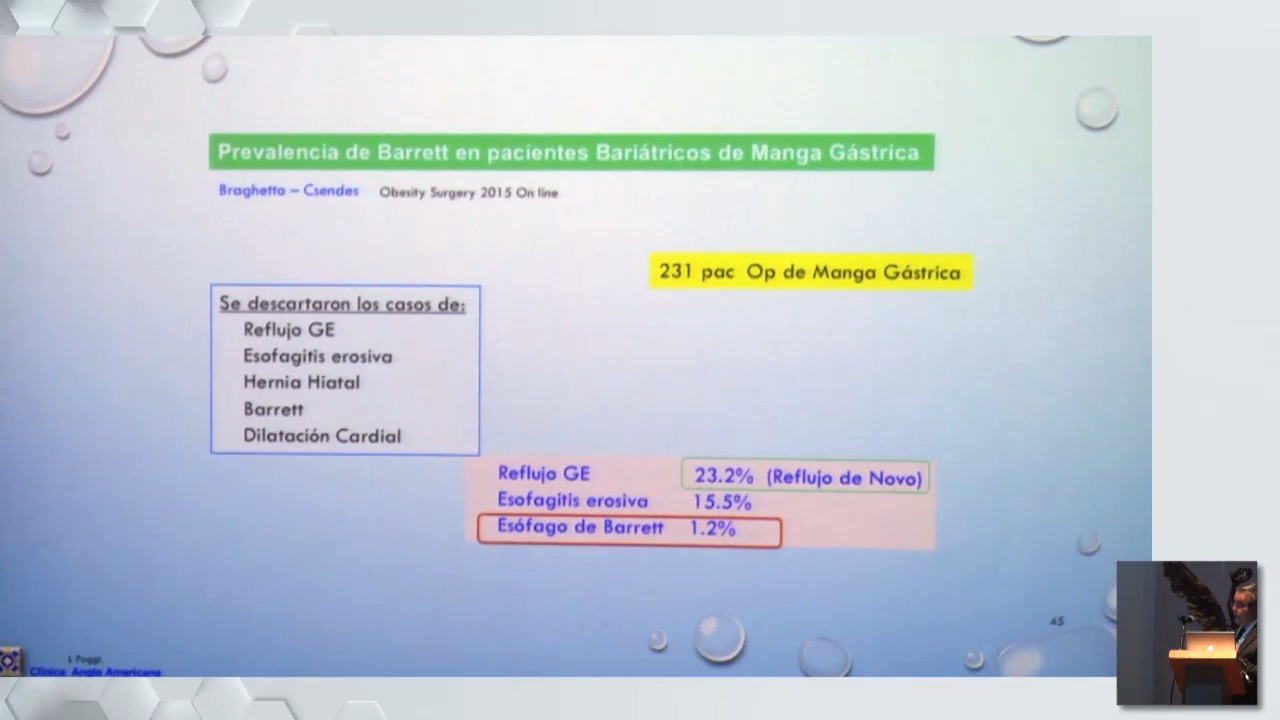 Prevalencia de Barrett en pacientes Bariátricos de Manga Gástrica
Braghetto – Csendes Obesity Surgery 2015 On line
231 pac Op de Manga Gástrica
Se descartaron los casos de:
Reflujo GE
Esofagitis erosiva
Hernia Hiatal
Barrett
Dilatación Cardial
Reflujo GE 23.2% (Reflujo de Novo)
Esofagitis erosiva 15.5%
Esófago de Barrett 1.2%
45
L Poggi
Clínica Anglo Americana